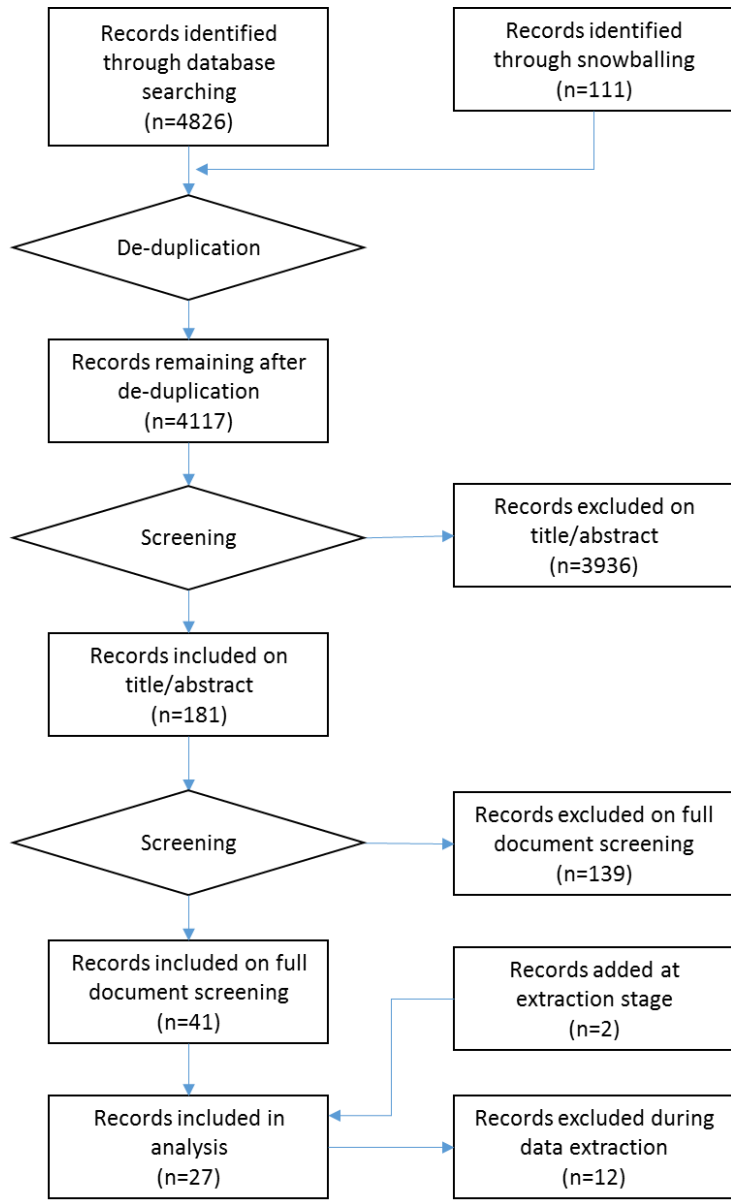 Records identified
through database
searching
(n=4826)
Records identified
through snowballing
(n=111)
De-duplication
Records remaining after
de-duplication
(n=4117)
Screening
Records excluded on
title/abstract
(n=3936)
Records included on
title/abstract
(n=181)
Screening
Records excluded on full
document screening
(n=139)
Records included on full
document screening
(n=41)
Records added at
extraction stage
(n=2)
Records included in
analysis
(n=27)
Records excluded during
data extraction
(n=12)